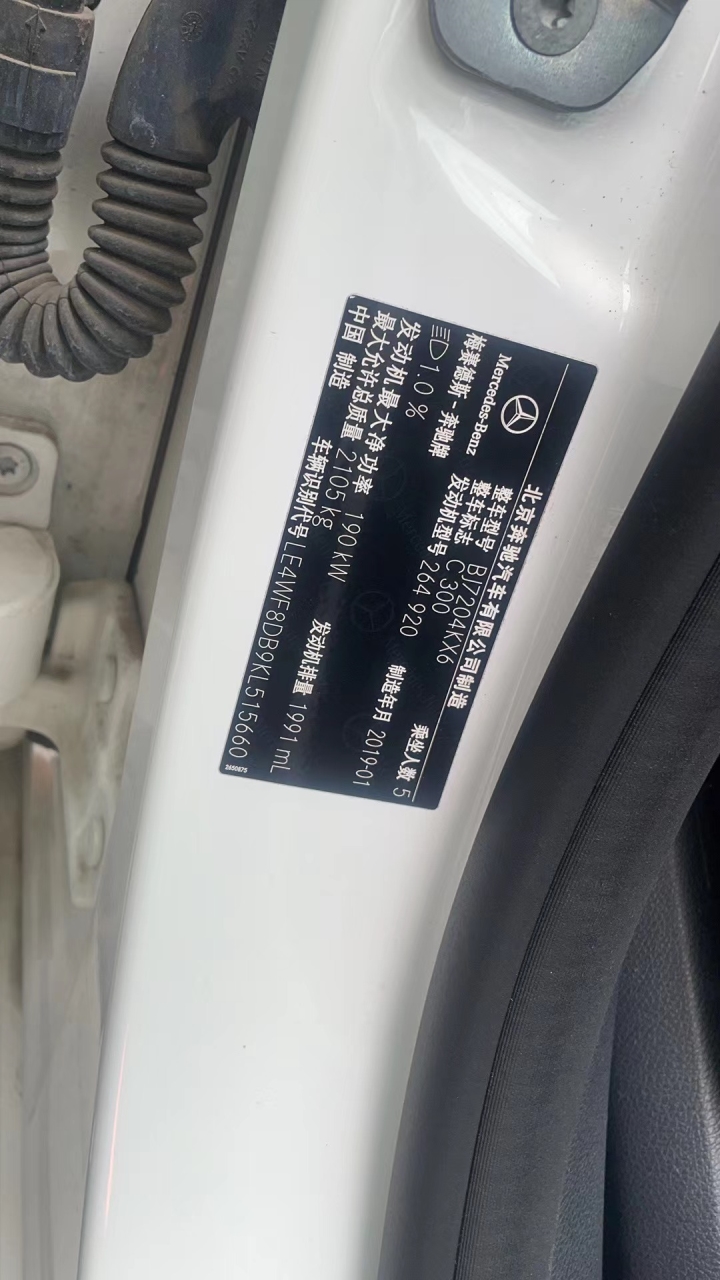 北京奔驰汽车有限公司制造
Mercedes-Benz
梅赛德斯-奔驰牌
整车型号 BJ7204KX6
整车标志 C 300
乘坐人数 5
1.0%
发动机型号 264 920
制造年月 2019-01
发动机最大净功率 190 kW
发动机排量 1991 mL
最大允许总质量 2105 kg
中国 制造
车辆识别代号 LE4WF8DB9KL515660
2650875